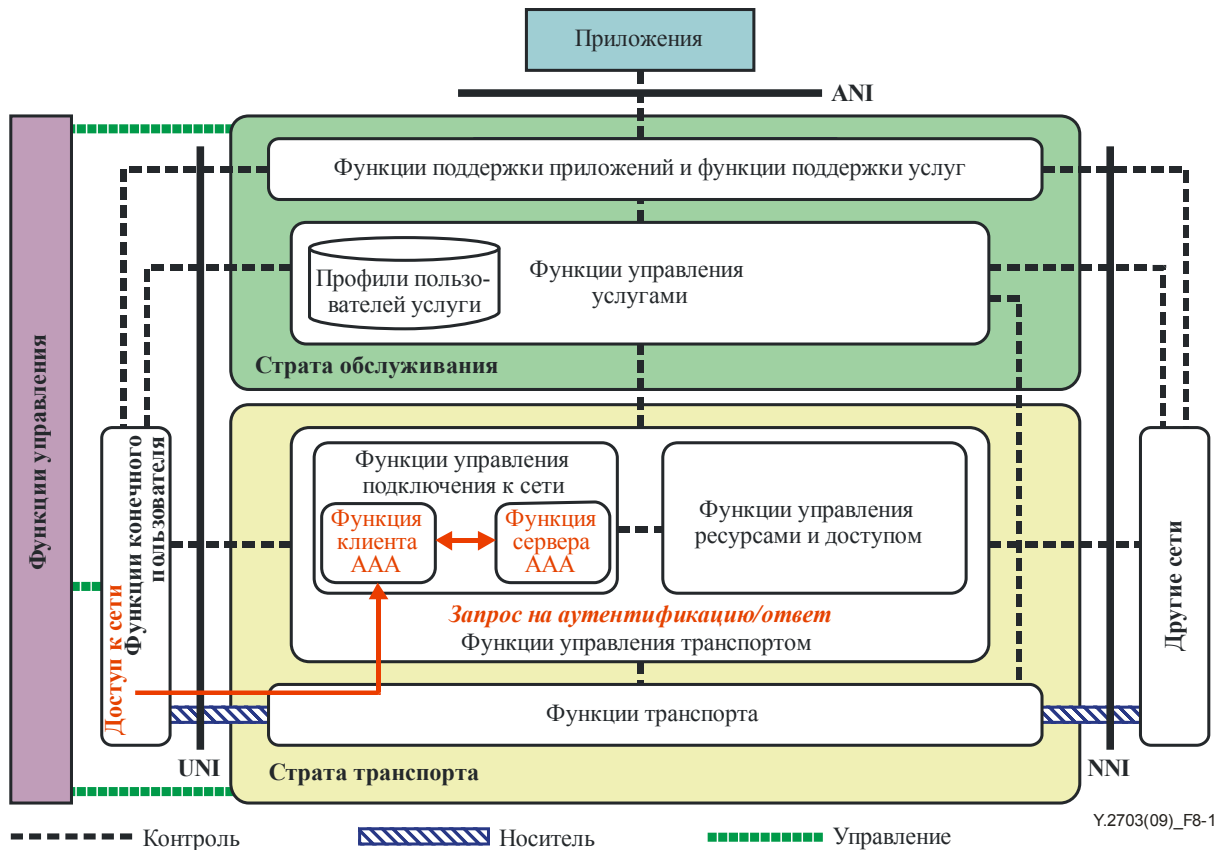 Приложения
ANI
Функции поддержки приложений и функции поддержки услуг
Профили пользо-
вателей услуги
Функции управления
услугами
Страта обслуживания
Функции управления
Функции конечного
пользователя
Доступ к сети
Функции управления
подключения к сети
Функция
клиента
ААА
Функция
сервера
ААА
Функции управления
ресурсами и доступом
Запрос на аутентификацию/ответ
Функции управления транспортом
Другие сети
Функции транспорта
UNI
Страта транспорта
NNI
Y.2703(09)_F8-1
Контроль
Носитель
Управление